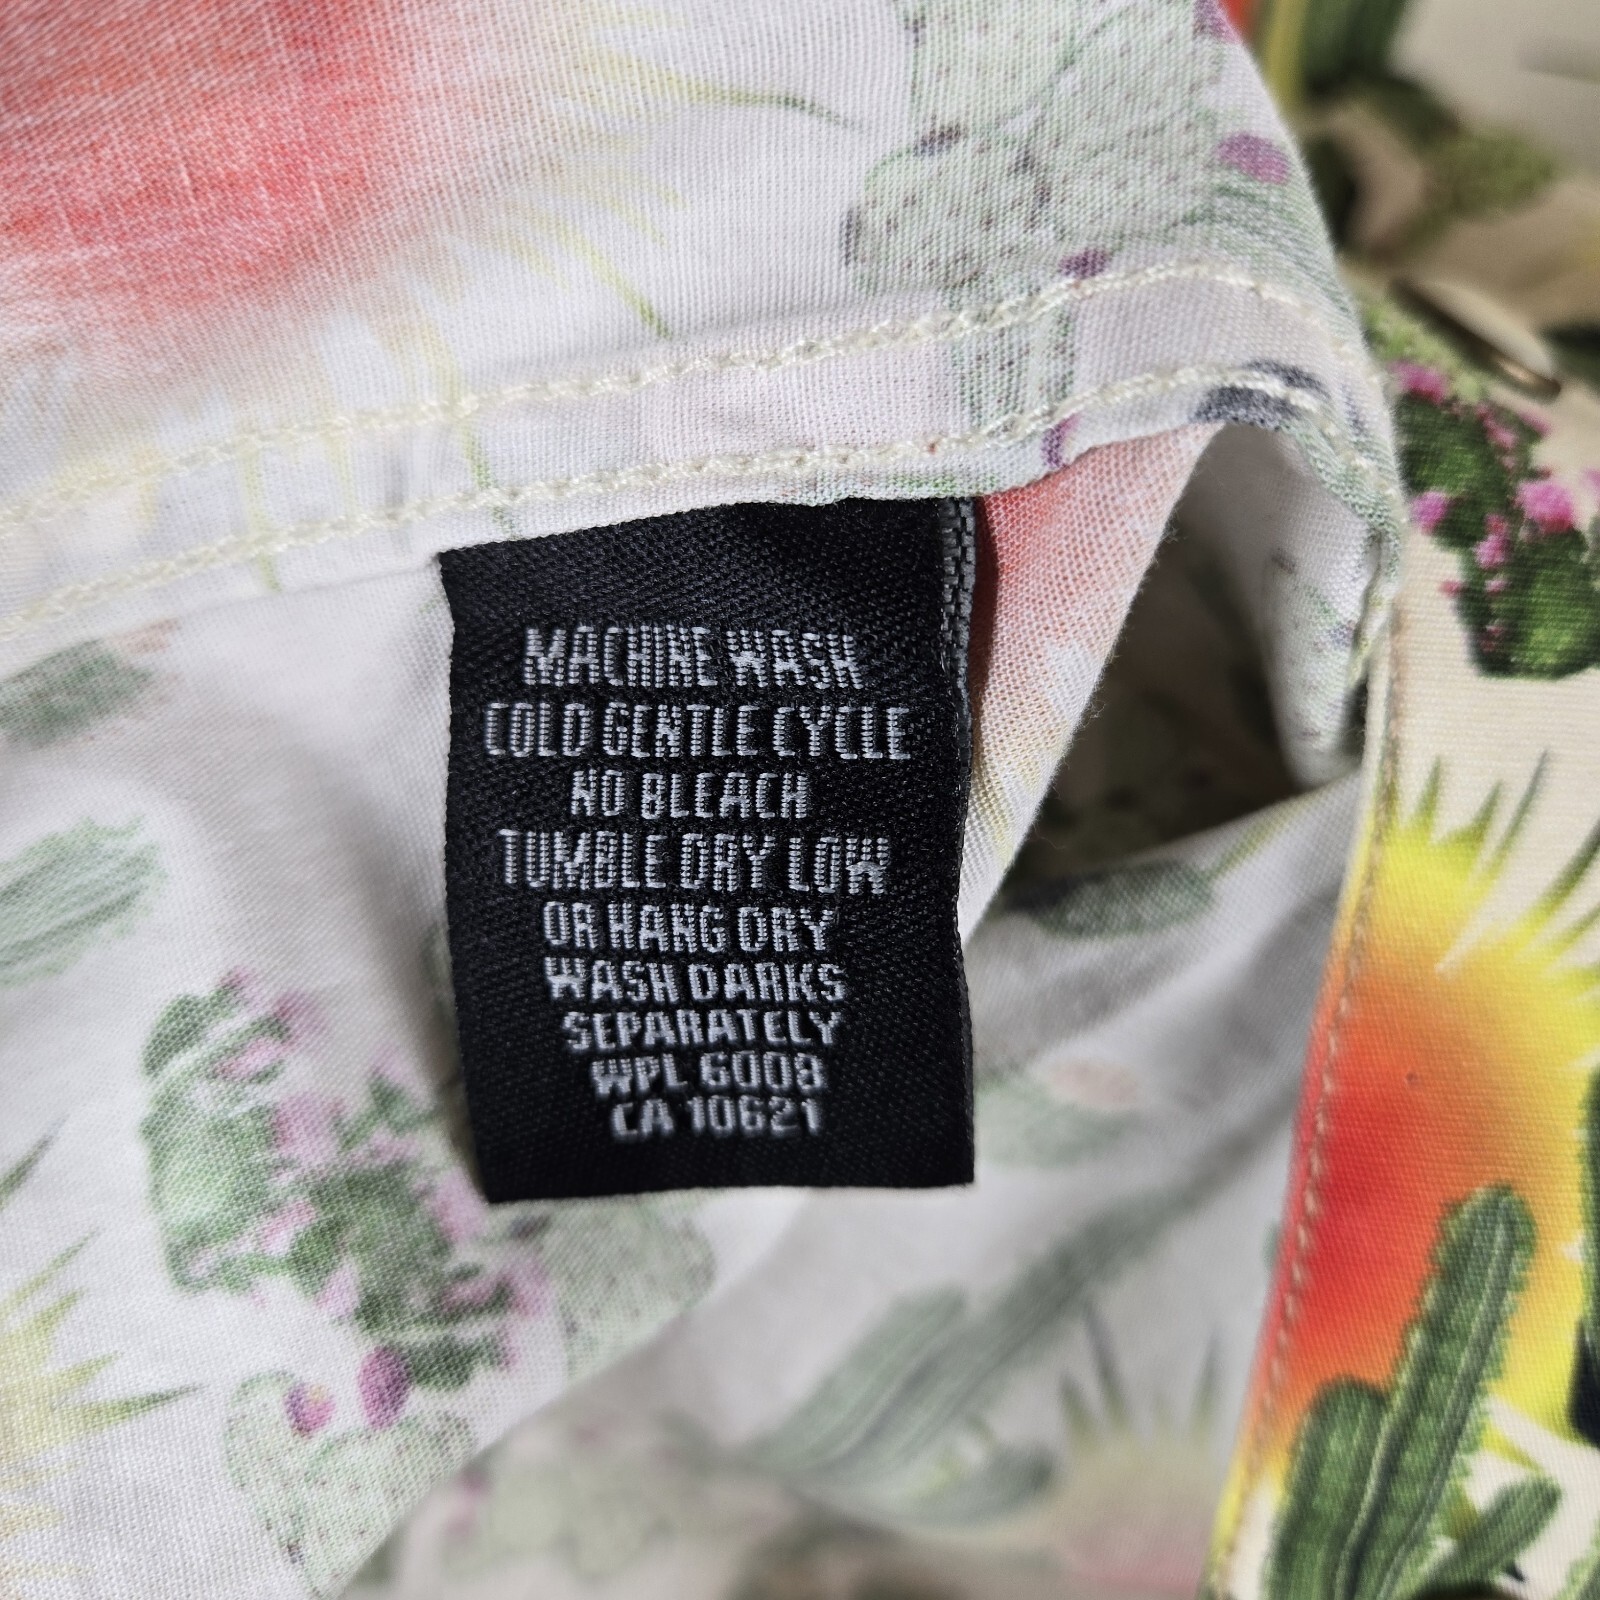 MACHINE WASH
COLD GENTLE CYCLE
NO BLEACH
TUMBLE DRY LOW
OR HANG DRY
WASH DARKS
SEPARATELY
WPL 6008
CA 10621